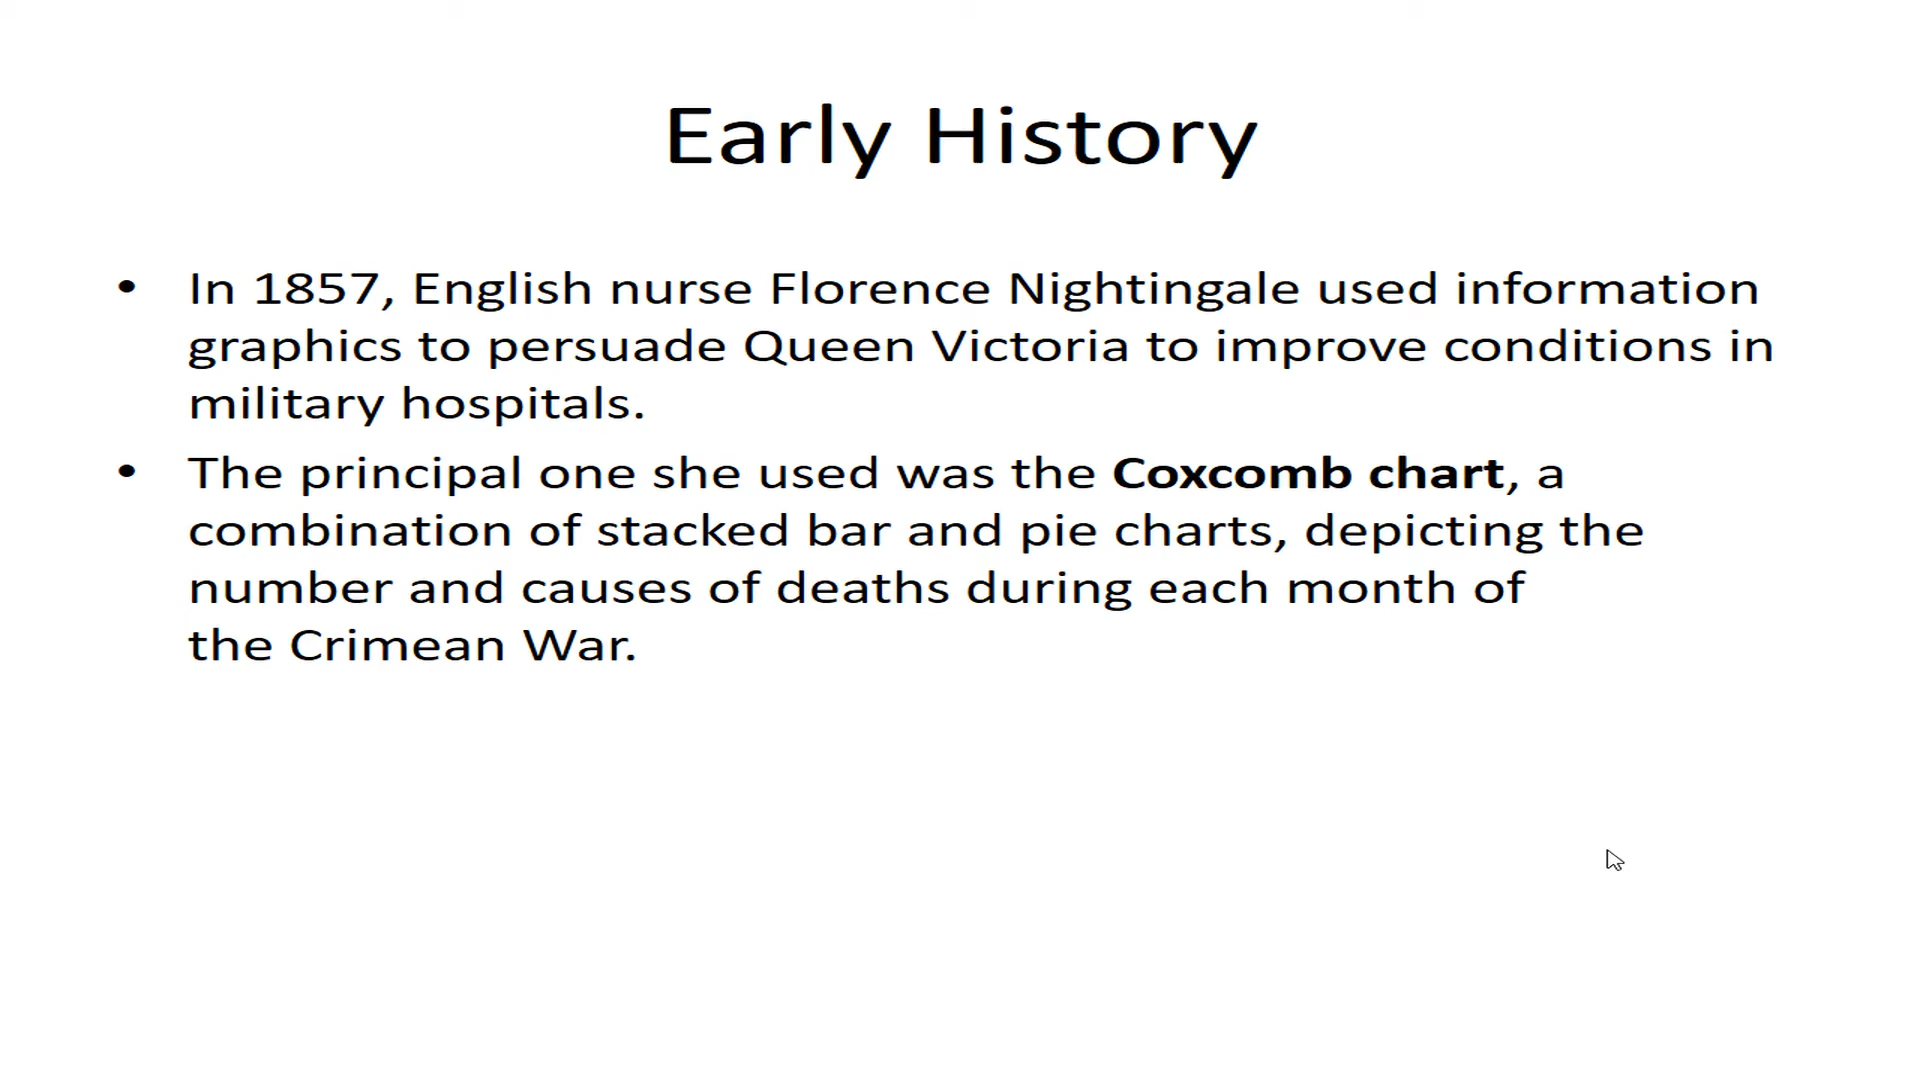 Early History
• In 1857, English nurse Florence Nightingale used information
graphics to persuade Queen Victoria to improve conditions in
military hospitals.
• The principal one she used was the Coxcomb chart, a
combination of stacked bar and pie charts, depicting the
number and causes of deaths during each month of
the Crimean War.